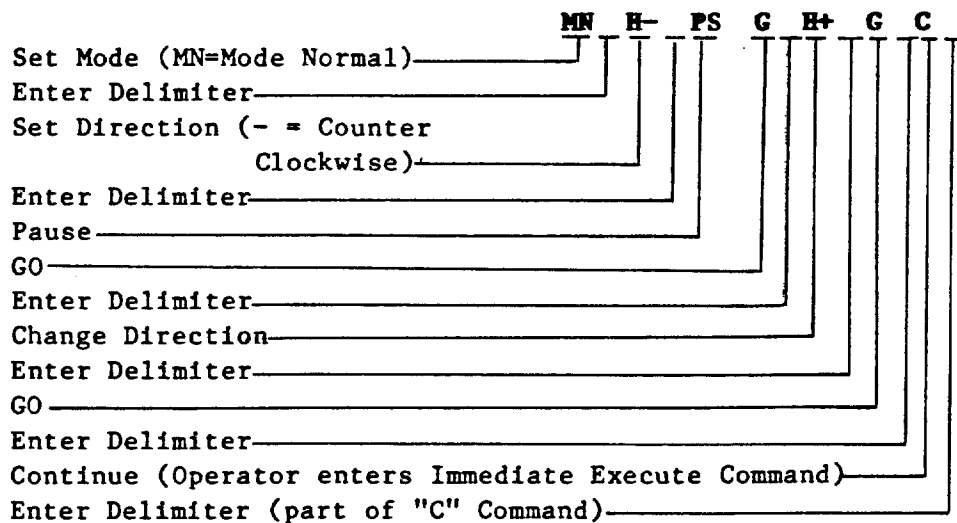 MN H- PS G H+ G C
Set Mode (MN=Mode Normal)
Enter Delimiter
Set Direction (- = Counter
Clockwise)
Enter Delimiter
Pause
GO
Enter Delimiter
Change Direction
Enter Delimiter
GO
Enter Delimiter
Continue (Operator enters Immediate Execute Command)
Enter Delimiter (part of "C" Command)